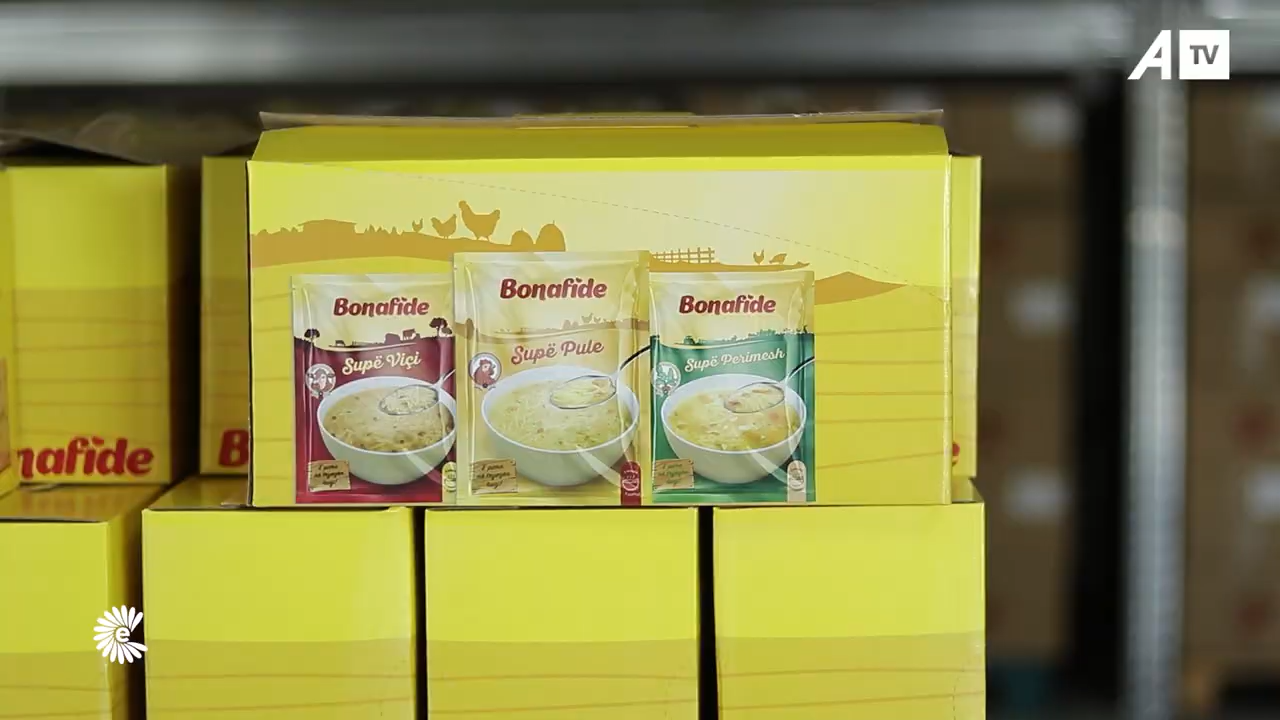 A TV
Bonafide
Supë Viçi
Bonafide
Supë Pule
Bonafide
Supë Perimesh
nafide
B
e
e